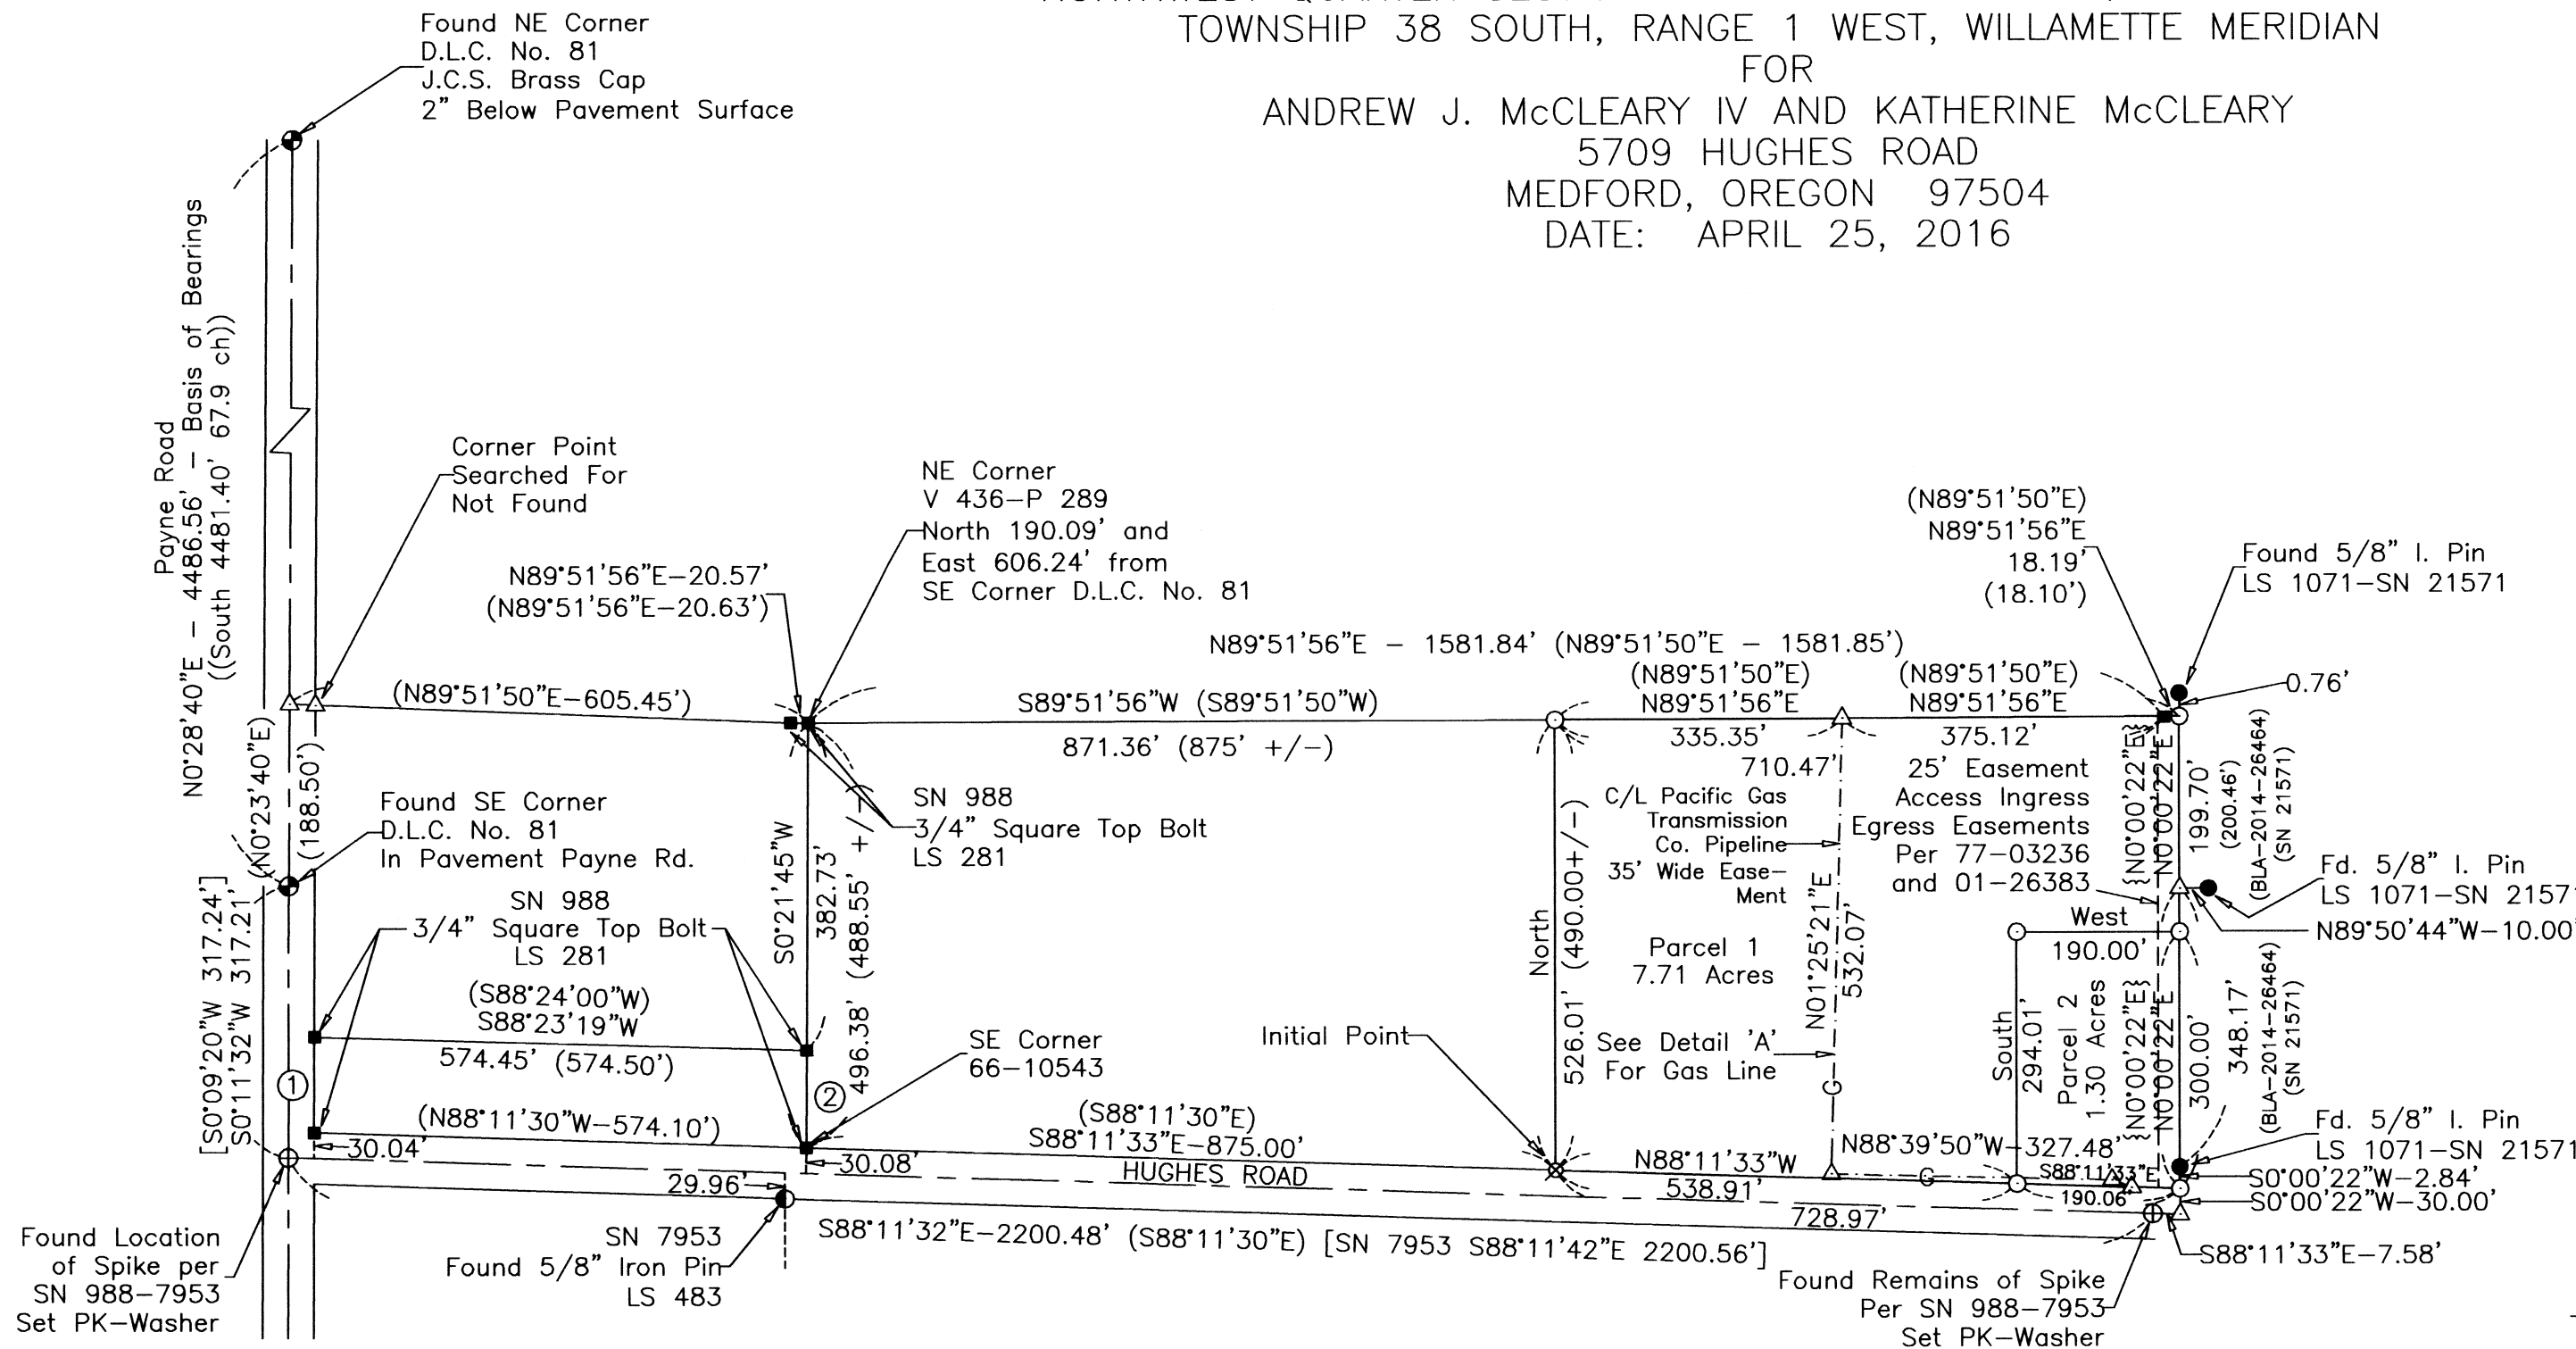 TOWNSHIP 38 SOUTH, RANGE 1 WEST, WILLAMETTE MERIDIAN
FOR
ANDREW J. McCLEARY IV AND KATHERINE McCLEARY
5709 HUGHES ROAD
MEDFORD, OREGON 97504
DATE: APRIL 25, 2016
Found NE Corner
D.L.C. No. 81
J.C.S. Brass Cap
2" Below Pavement Surface
Payne Road
N0°28'40"E – 4486.56' – Basis of Bearings
((South 4481.40' 67.9 ch))
Corner Point
Searched For
Not Found
NE Corner
V 436–P 289
North 190.09' and
East 606.24' from
SE Corner D.L.C. No. 81
N89°51'56"E–20.57'
(N89°51'56"E–20.63')
(N89°51'50"E)
N89°51'56"E
18.19'
(18.10')
Found 5/8" I. Pin
LS 1071–SN 21571
0.76'
N89°51'56"E – 1581.84' (N89°51'50"E – 1581.85')
(N89°51'50"E–605.45')
S89°51'56"W (S89°51'50"W)
871.36' (875' +/–)
(N89°51'50"E)
N89°51'56"E
335.35'
(N89°51'50"E)
N89°51'56"E
375.12'
710.47'
(N0°23'40"E)
(188.50')
Found SE Corner
D.L.C. No. 81
In Pavement Payne Rd.
SN 988
3/4" Square Top Bolt
LS 281
SN 988
3/4" Square Top Bolt
LS 281
S0°21'45"W
382.73'
496.38' (488.55' +/–)
C/L Pacific Gas
Transmission
Co. Pipeline
35' Wide Ease–
Ment
25' Easement
Access Ingress
Egress Easements
Per 77–03236
and 01–26383
{N0°00'22"E}
N0°00'22"E
199.70'
(200.46')
(BLA–2014–26464)
(SN 21571)
Fd. 5/8" I. Pin
LS 1071–SN 21571
N89°50'44"W–10.00'
West
190.00'
North
526.01' (490.00+/–)
Parcel 1
7.71 Acres
N01°25'21"E
532.07'
See Detail 'A'
For Gas Line
G
South
294.01'
Parcel 2
1.30 Acres
{N0°00'22"E}
N0°00'22"E
300.00'
348.17'
(BLA–2014–26464)
(SN 21571)
[S0°09'20"W 317.24']
S0°11'32"W 317.21'
1
(S88°24'00"W)
S88°23'19"W
574.45' (574.50')
2
SE Corner
66–10543
Initial Point
(N88°11'30"W–574.10')
30.04'
(S88°11'30"E)
S88°11'33"E–875.00'
30.08'
HUGHES ROAD
29.96'
N88°11'33"W
538.91'
N88°39'50"W–327.48'
G
S88°11'33"E
190.06'
728.97'
Fd. 5/8" I. Pin
LS 1071–SN 21571
S0°00'22"W–2.84'
S0°00'22"W–30.00'
S88°11'33"E–7.58'
S88°11'32"E–2200.48' (S88°11'30"E) [SN 7953 S88°11'42"E 2200.56']
Found Location
of Spike per
SN 988–7953
Set PK–Washer
SN 7953
Found 5/8" Iron Pin
LS 483
Found Remains of Spike
Per SN 988–7953
Set PK–Washer